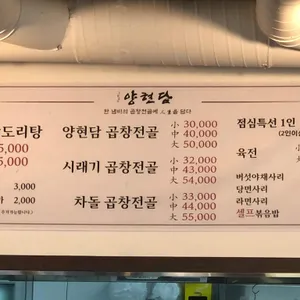 양현담
한 냄비의 곱창전골에 人生을 담다
도리탕
5,000
5,000
3,000
2,000
양현담 곱창전골 小 30,000
中 40,000
大 50,000
시래기 곱창전골 小 32,000
中 43,000
大 54,000
차돌 곱창전골 小 33,000
中 44,000
大 55,000
점심특선 1인
(2인이
육전
버섯야채사리
당면사리
라면사리
셀프볶음밥